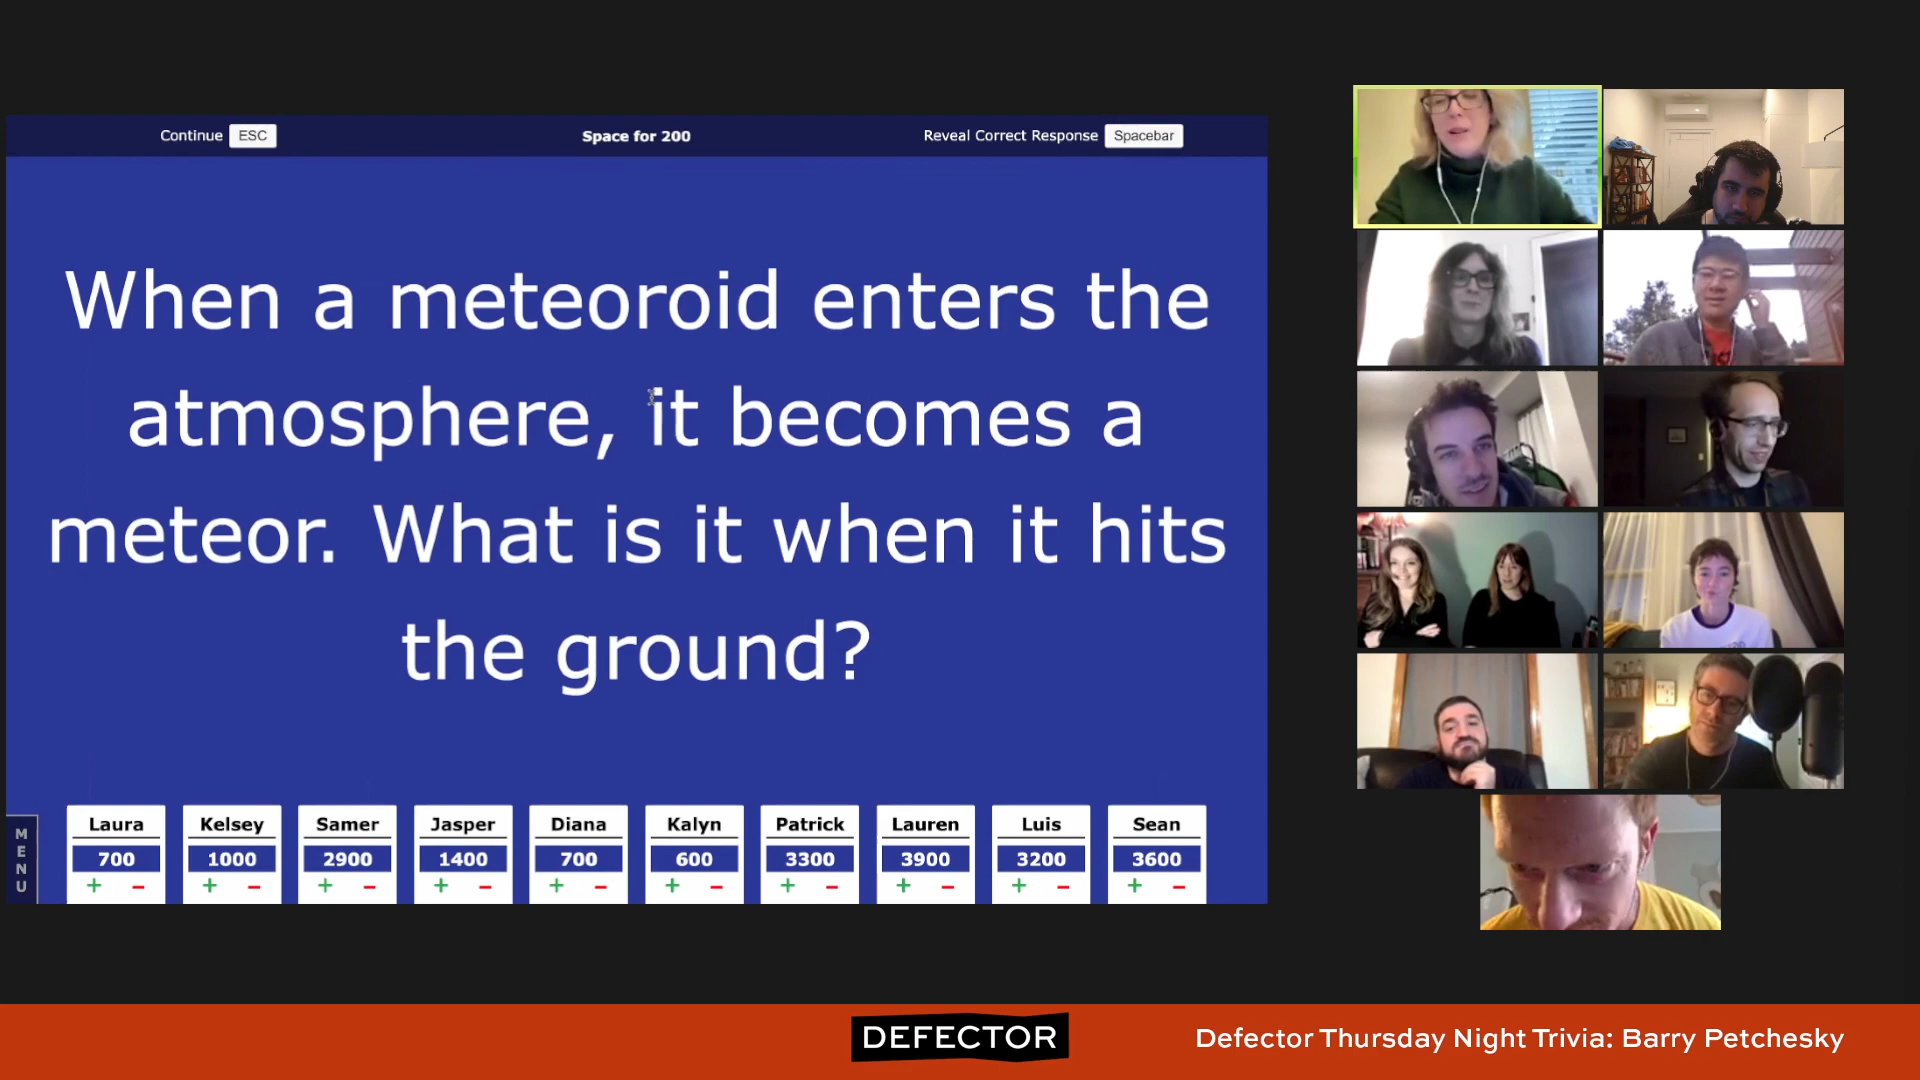 Continue ESC
Space for 200
Reveal Correct Response Spacebar
When a meteoroid enters the
atmosphere, it becomes a
meteor. What is it when it hits
the ground?
MENU
Laura Kelsey Samer Jasper Diana Kalyn Patrick Lauren Luis Sean
700 1000 2900 1400 700 600 3300 3900 3200 3600
+ − + − + − + − + − + − + − + − + − + −
DEFECTOR
Defector Thursday Night Trivia: Barry Petchesky